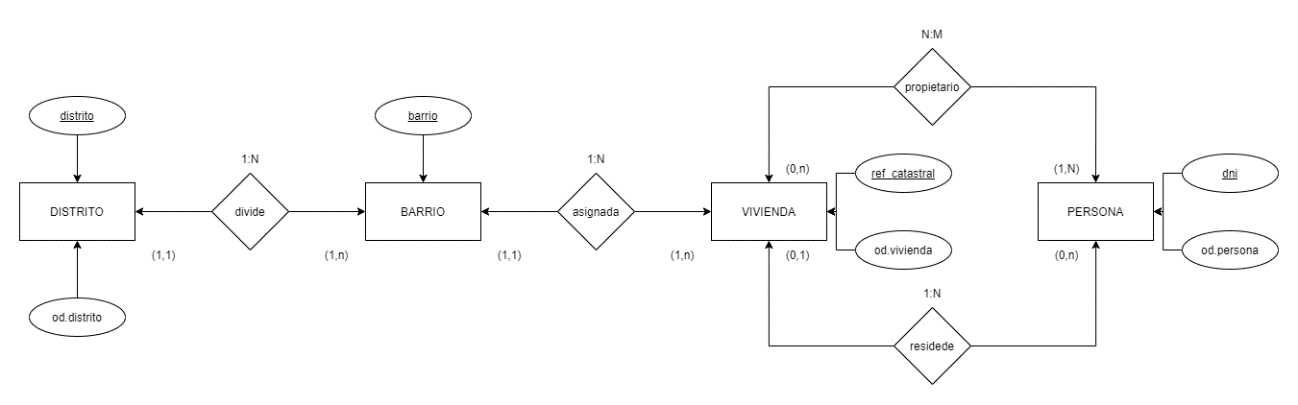 N:M
propietario
distrito
barrio
1:N
1:N
(0,n)
ref_catastral
(1,N)
dni
DISTRITO
divide
BARRIO
asignada
VIVIENDA
PERSONA
(1,1)
(1,n)
(1,1)
(1,n)
(0,1)
od.vivienda
(0,n)
od.persona
1:N
od.distrito
residede